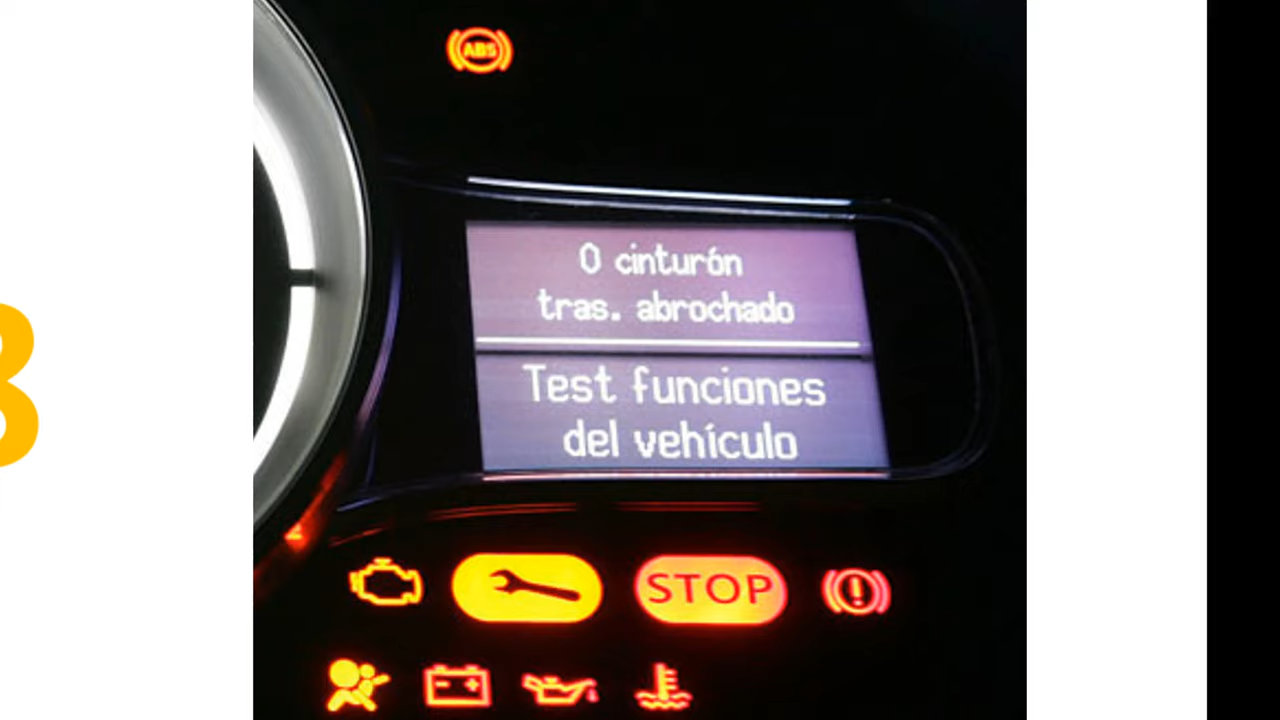 ABS
0 cinturón
tras. abrochado
Test funciones
del vehículo
STOP